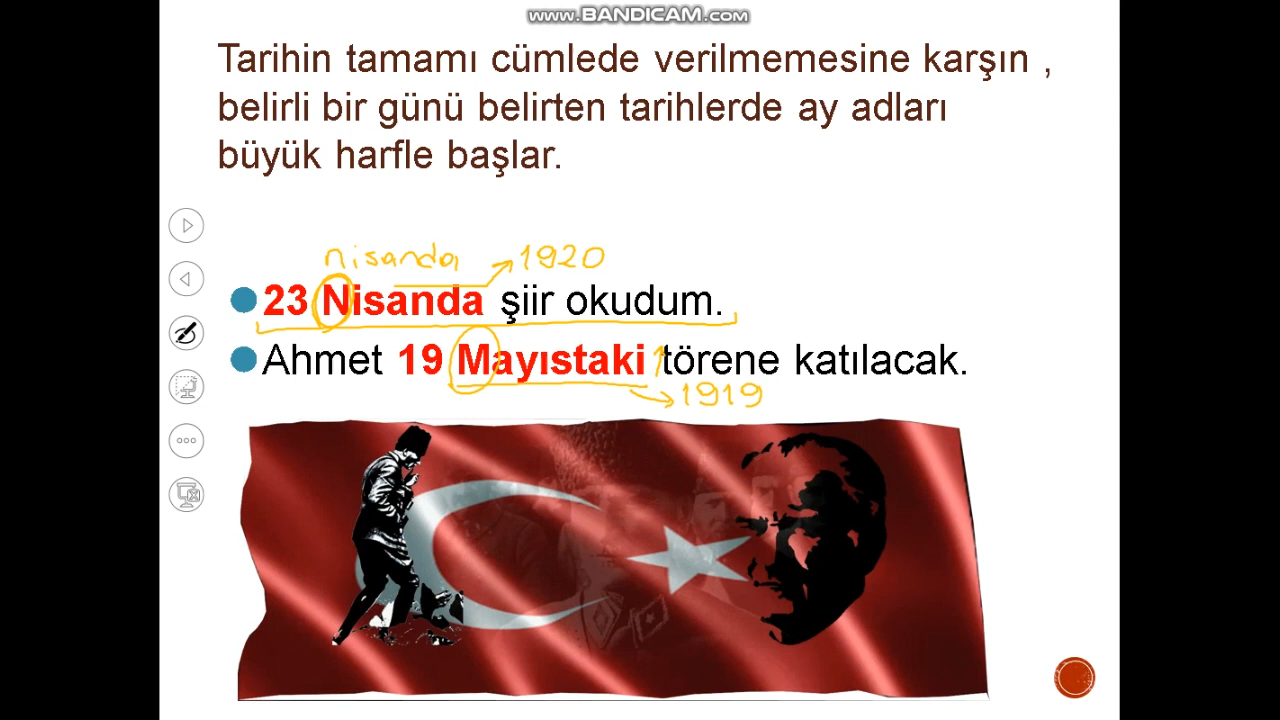 www.BANDICAM.com
Tarihin tamamı cümlede verilmemesine karşın ,
belirli bir günü belirten tarihlerde ay adları
büyük harfle başlar.
nisanda 1920
23 Nisanda şiir okudum.
Ahmet 19 Mayıstaki törene katılacak.
1919